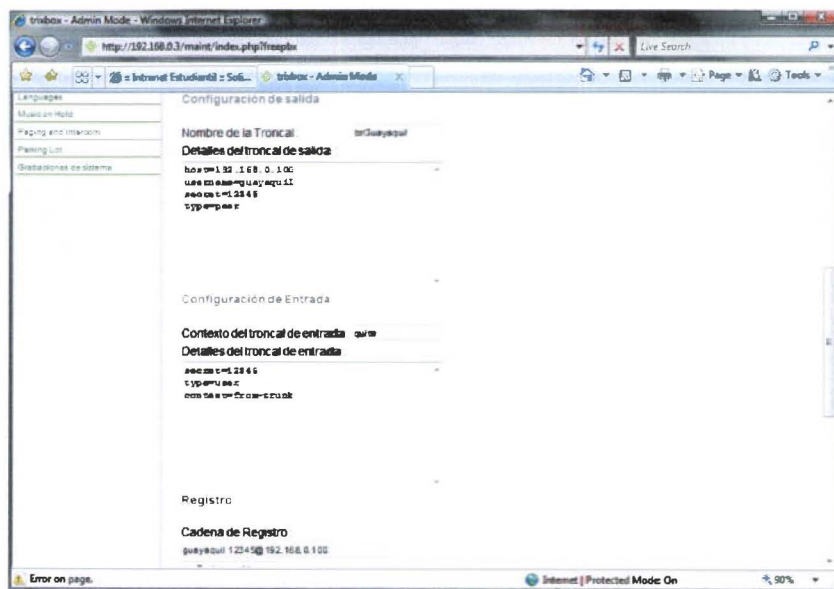 trixbox - Admin Mode - Windows Internet Explorer
http://192.168.0.3/maint/index.php?freepbx
Live Search
= Intranet Estudiantil :: Soli...
trixbox - Admin Mode
Page
Tools
Languages
Music on Hold
Paging and Intercom
Parking Lot
Grabaciones de sistema
Configuración de salida
Nombre de la Troncal
toGuayaquil
Detalles del troncal de salida
host=192.168.0.100
username=guayaquil
secret=12345
type=peer
Configuración de Entrada
Contexto del troncal de entrada quito
Detalles del troncal de entrada
secret=12345
type=user
context=from-trunk
Registro
Cadena de Registro
guayaquil:12345@192.168.0.100
Error on page.
Internet | Protected Mode: On
90%